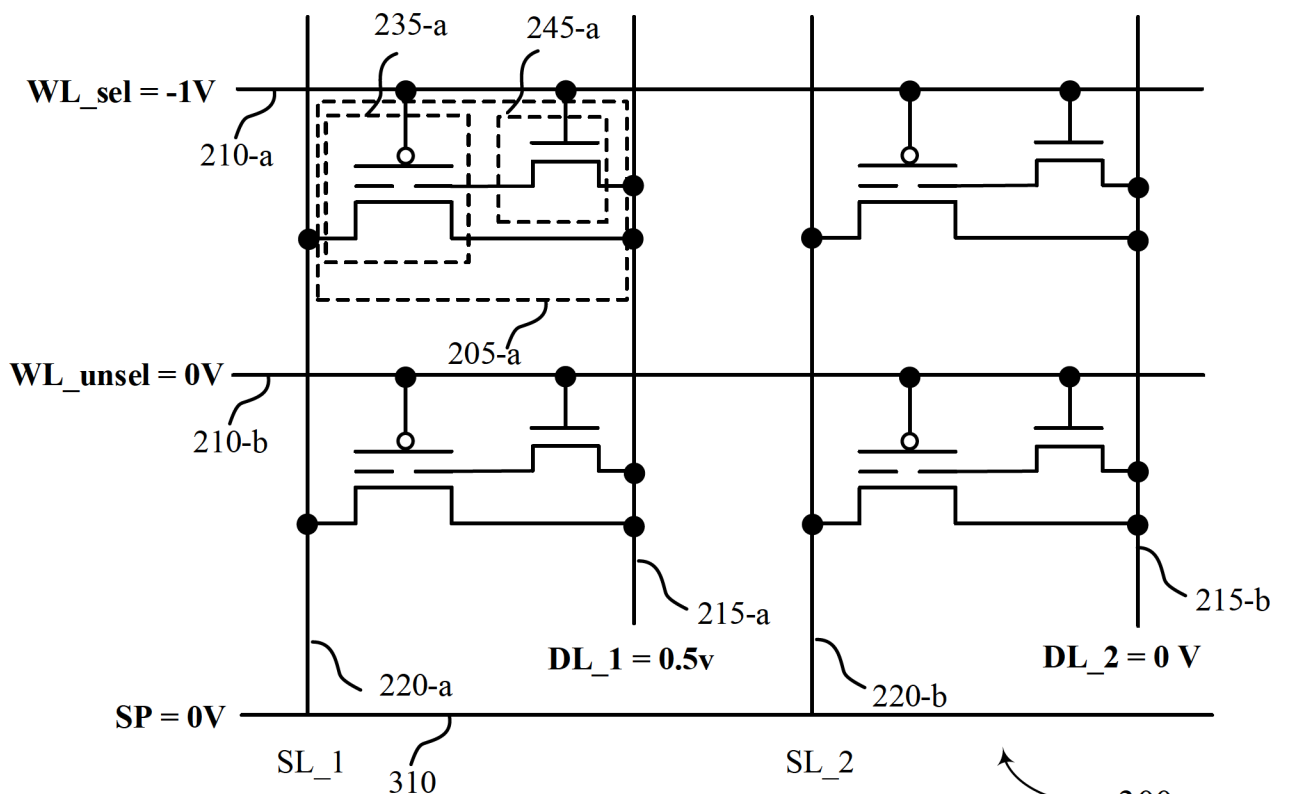 235-a
245-a
WL_sel = -1V
210-a
205-a
WL_unsel = 0V
210-b
215-a
215-b
DL_1 = 0.5v
DL_2 = 0 V
220-a
220-b
SP = 0V
SL_1
SL_2
310